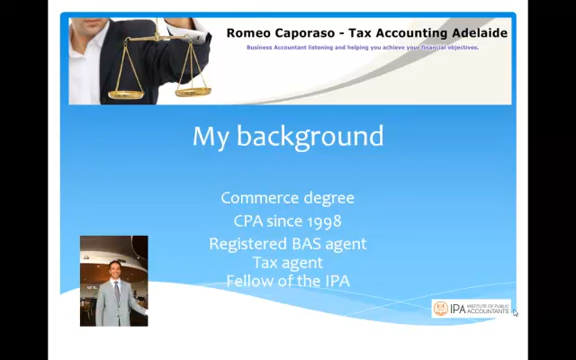 Romeo Caporaso - Tax Accounting Adelaide
Business Accountant listening and helping you achieve your financial objectives.
My background
Commerce degree
CPA since 1998
Registered BAS agent
Tax agent
Fellow of the IPA
IPA INSTITUTE OF PUBLIC
ACCOUNTANTS